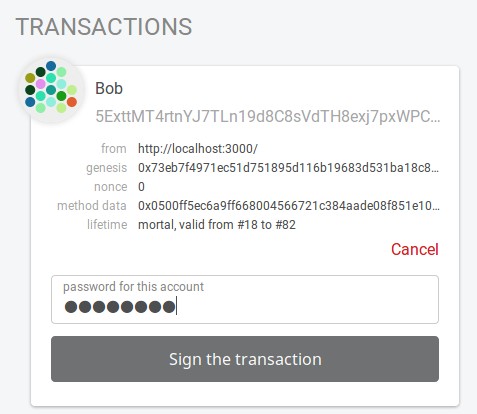 TRANSACTIONS
Bob
5ExttMT4rtnYJ7TLn19d8C8sVdTH8exj7pxWPC...
from http://localhost:3000/
genesis 0x73eb7f4971ec51d751895d116b19683d531ba18c8...
nonce 0
method data 0x0500ff5ec6a9ff668004566721c384aade08f851e10...
lifetime mortal, valid from #18 to #82
Cancel
password for this account
●●●●●●●●
Sign the transaction